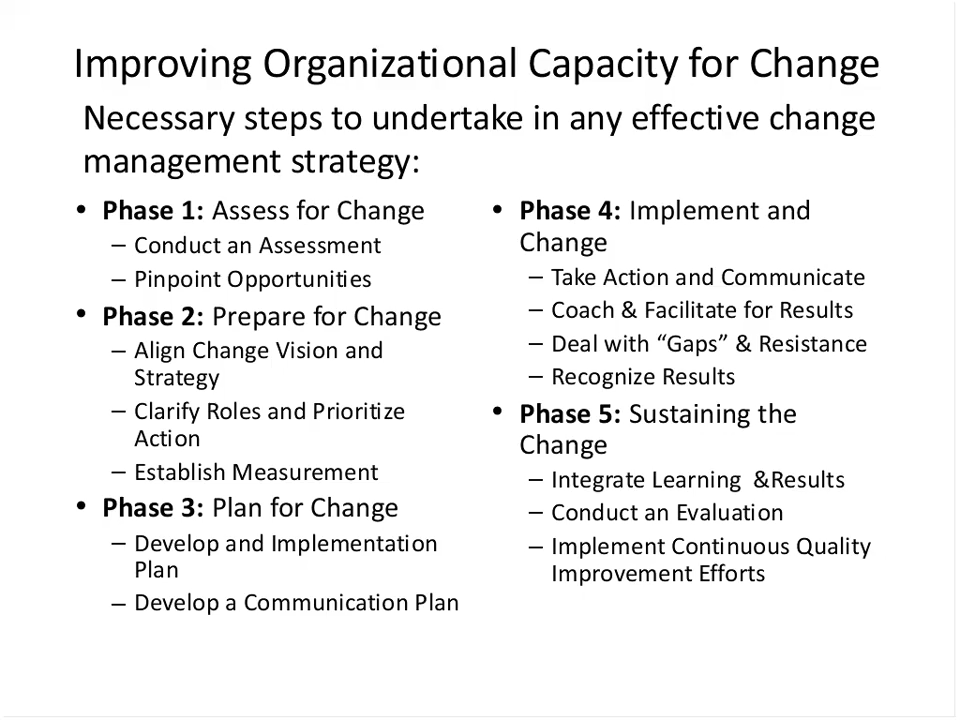 Improving Organizational Capacity for Change
Necessary steps to undertake in any effective change
management strategy:
• Phase 1: Assess for Change
– Conduct an Assessment
– Pinpoint Opportunities
• Phase 2: Prepare for Change
– Align Change Vision and
Strategy
– Clarify Roles and Prioritize
Action
– Establish Measurement
• Phase 3: Plan for Change
– Develop and Implementation
Plan
– Develop a Communication Plan
• Phase 4: Implement and
Change
– Take Action and Communicate
– Coach & Facilitate for Results
– Deal with “Gaps” & Resistance
– Recognize Results
• Phase 5: Sustaining the
Change
– Integrate Learning  &Results
– Conduct an Evaluation
– Implement Continuous Quality
Improvement Efforts